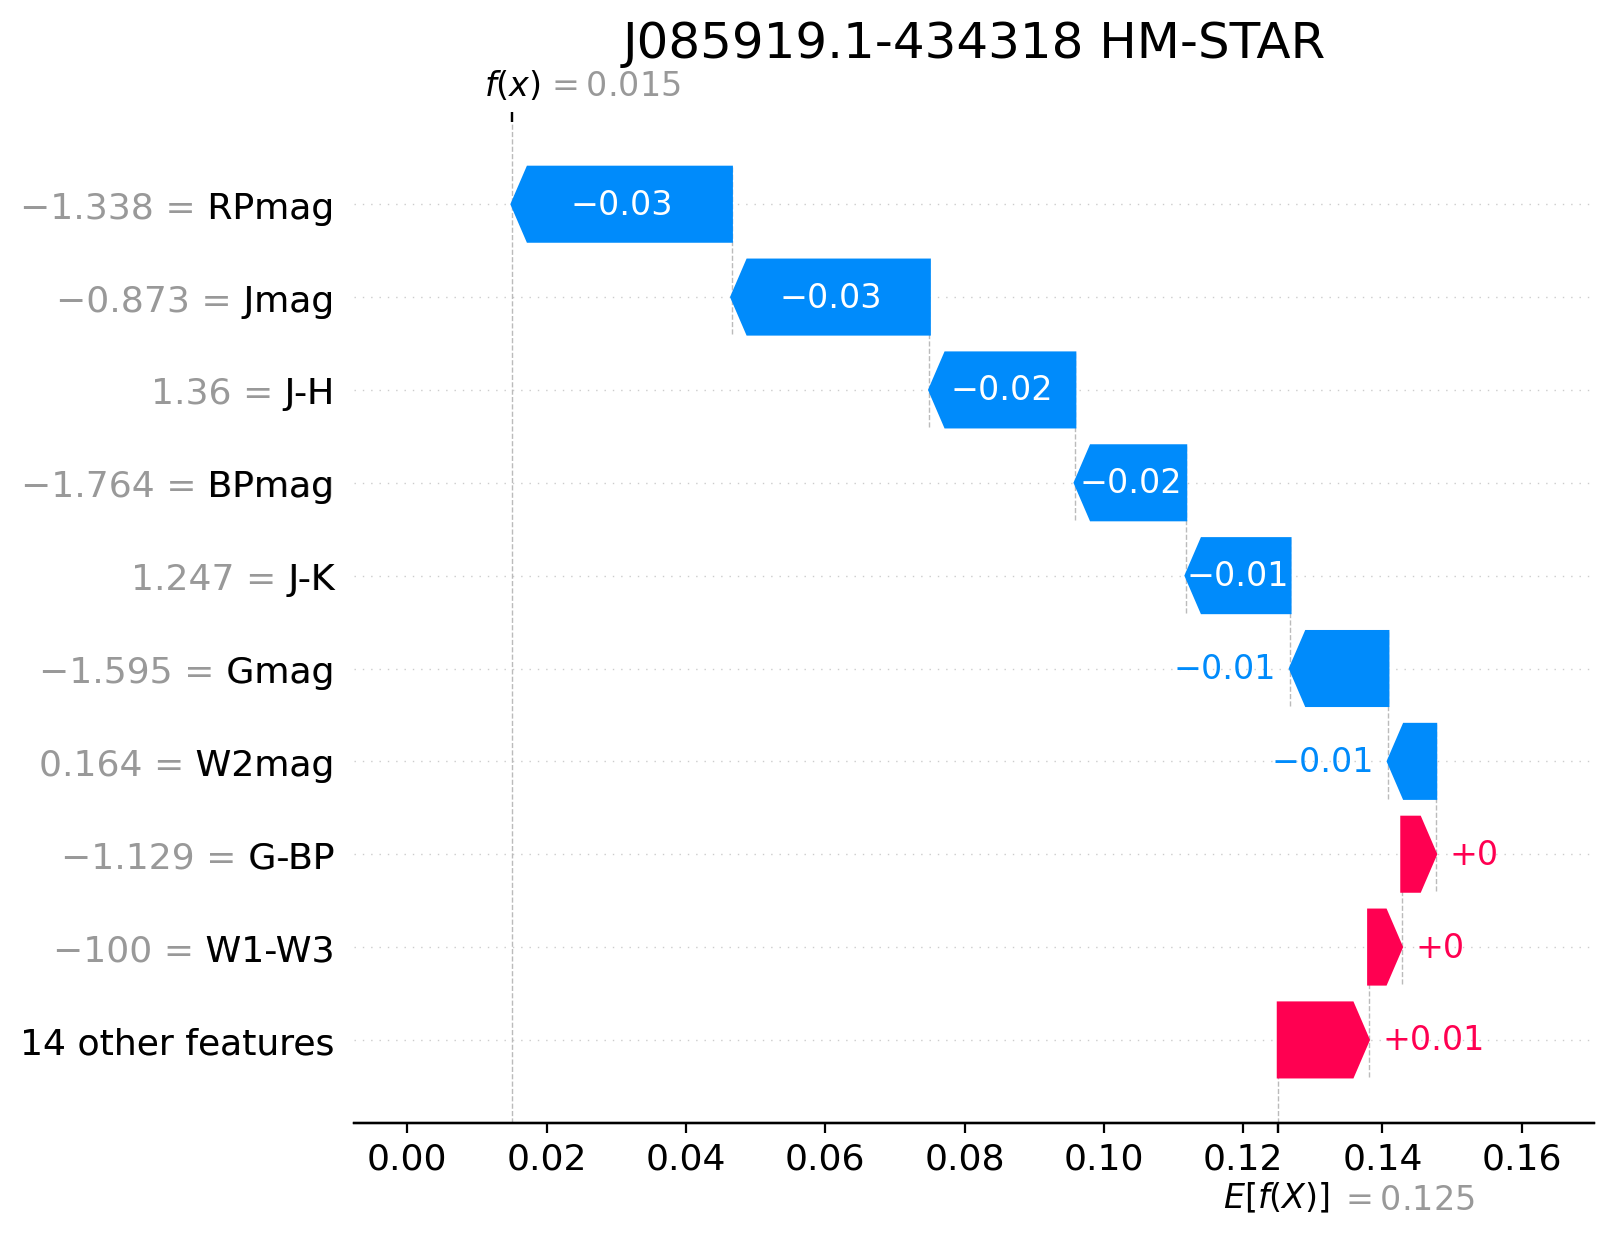 J085919.1-434318 HM-STAR
f(x) = 0.015
−1.338 = RPmag −0.03
−0.873 = Jmag −0.03
1.36 = J-H −0.02
−1.764 = BPmag −0.02
1.247 = J-K −0.01
−1.595 = Gmag −0.01
0.164 = W2mag −0.01
−1.129 = G-BP +0
−100 = W1-W3 +0
14 other features +0.01
0.00 0.02 0.04 0.06 0.08 0.10 0.12 0.14 0.16
E[f(X)] = 0.125